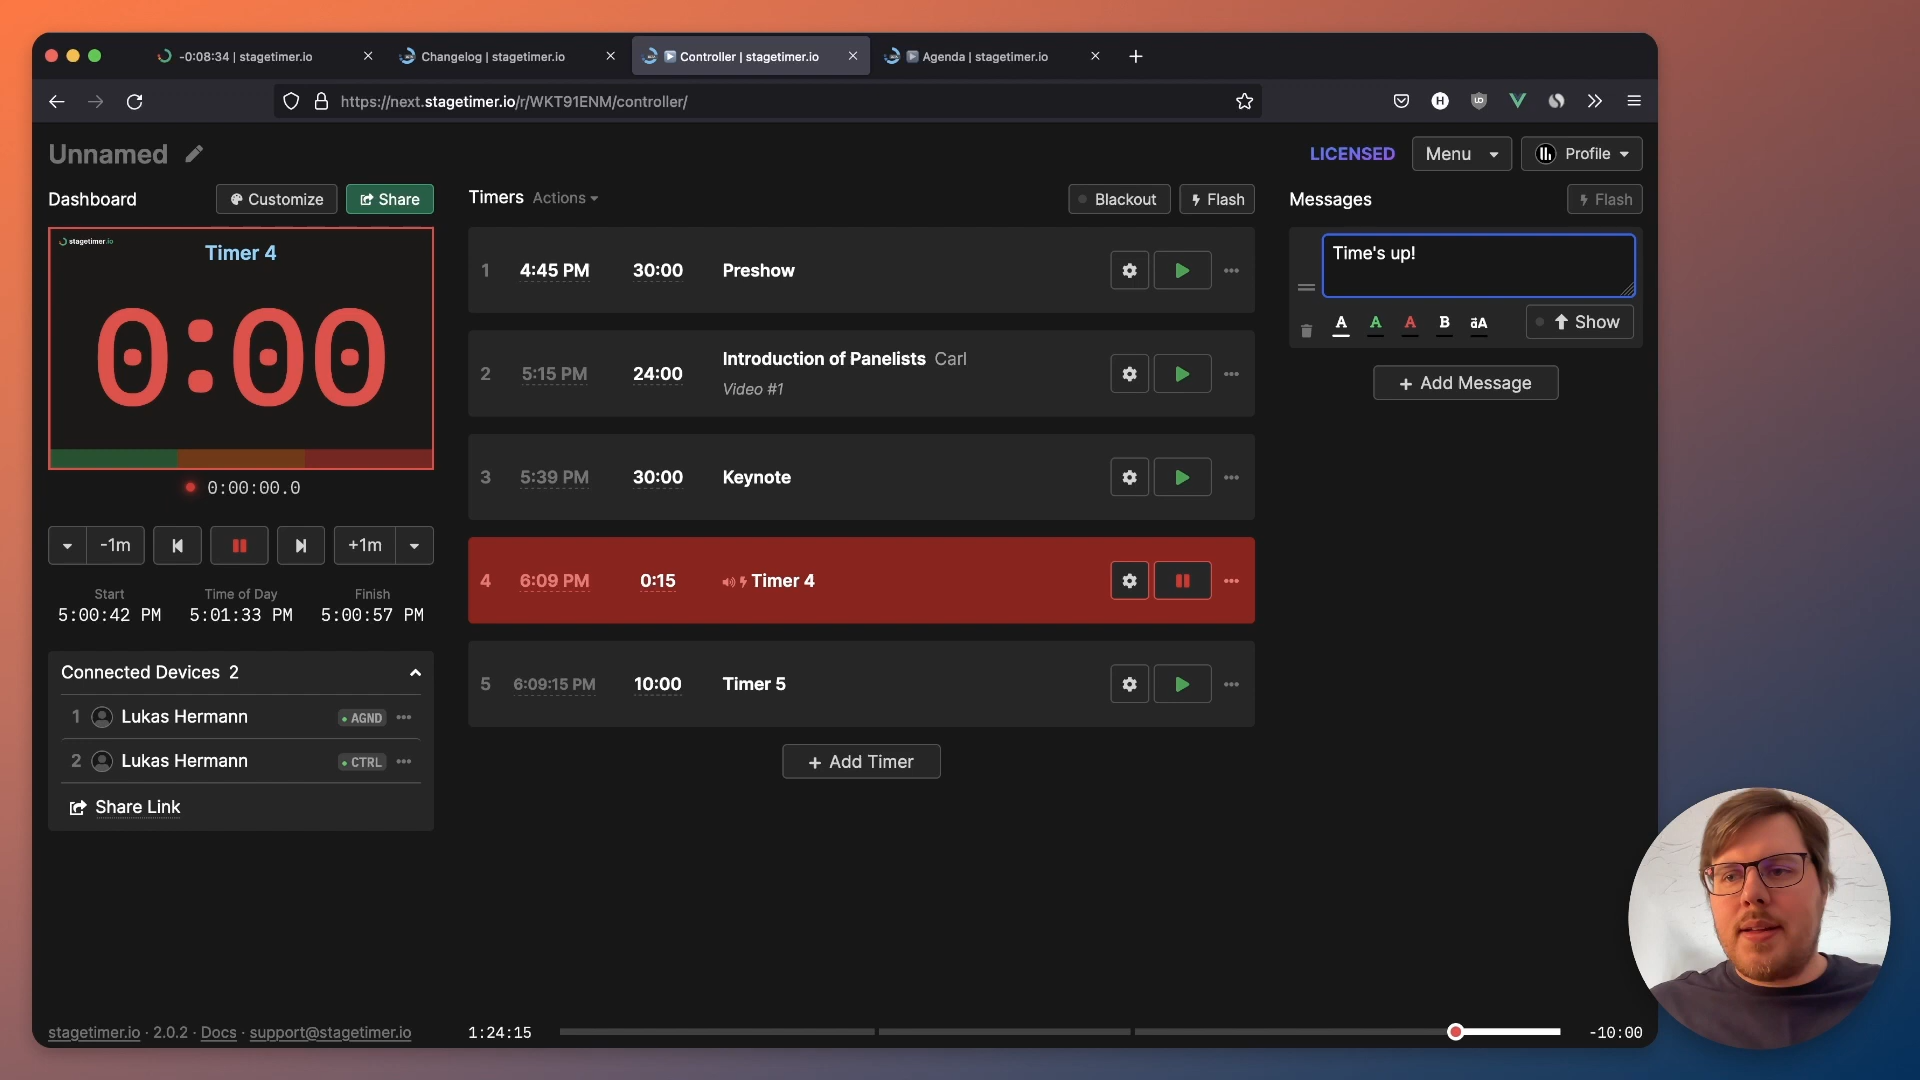 -0:08:34 | stagetimer.io
Changelog | stagetimer.io
Controller | stagetimer.io
Agenda | stagetimer.io
https://next.stagetimer.io/r/WKT91ENM/controller/
Unnamed
LICENSED
Menu
Profile
Dashboard
Customize
Share
stagetimer.io
Timer 4
0:00
0:00:00.0
-1m
+1m
Start
Time of Day
Finish
5:00:42 PM
5:01:33 PM
5:00:57 PM
Connected Devices 2
1 Lukas Hermann AGND
2 Lukas Hermann CTRL
Share Link
Timers Actions
Blackout
Flash
1 4:45 PM 30:00 Preshow
2 5:15 PM 24:00 Introduction of Panelists Carl
Video #1
3 5:39 PM 30:00 Keynote
4 6:09 PM 0:15 Timer 4
5 6:09:15 PM 10:00 Timer 5
+ Add Timer
Messages
Flash
Time's up!
A A A B aA
Show
+ Add Message
stagetimer.io · 2.0.2 · Docs · support@stagetimer.io
1:24:15
-10:00